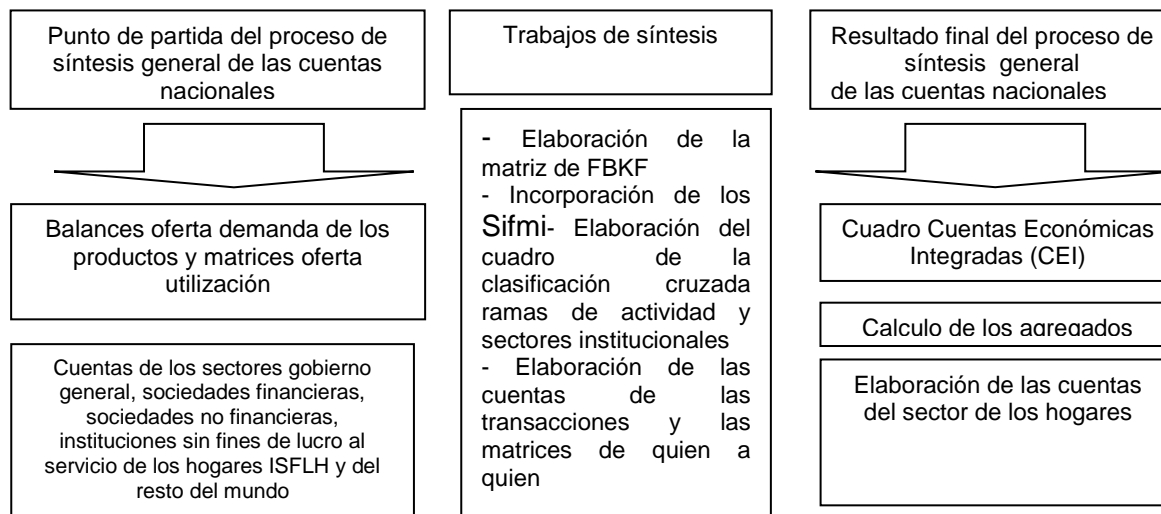 Punto de partida del proceso de
síntesis general de las cuentas
nacionales
Balances oferta demanda de los
productos y matrices oferta
utilización
Cuentas de los sectores gobierno
general, sociedades financieras,
sociedades no financieras,
instituciones sin fines de lucro al
servicio de los hogares ISFLH y del
resto del mundo
Trabajos de síntesis
- Elaboración de la
matriz de FBKF
- Incorporación de los
Sifmi- Elaboración del
cuadro de la
clasificación cruzada
ramas de actividad y
sectores institucionales
- Elaboración de las
cuentas de las
transacciones y las
matrices de quien a
quien
Resultado final del proceso de
síntesis general
de las cuentas nacionales
Cuadro Cuentas Económicas
Integradas (CEI)
Calculo de los agregados
Elaboración de las cuentas
del sector de los hogares